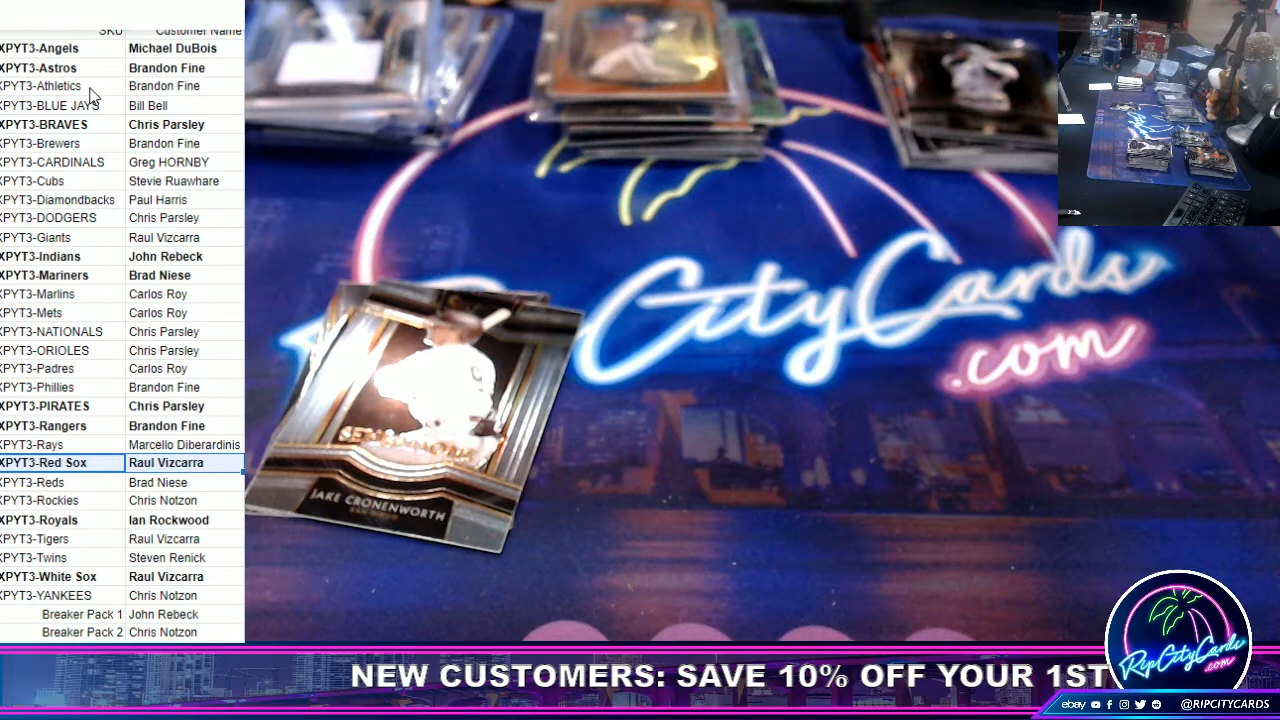 SKU Customer Name
XPYT3-Angels Michael DuBois
XPYT3-Astros Brandon Fine
XPYT3-Athletics Brandon Fine
XPYT3-BLUE JAYS Bill Bell
XPYT3-BRAVES Chris Parsley
XPYT3-Brewers Brandon Fine
XPYT3-CARDINALS Greg HORNBY
XPYT3-Cubs Stevie Ruawhare
XPYT3-Diamondbacks Paul Harris
XPYT3-DODGERS Chris Parsley
XPYT3-Giants Raul Vizcarra
XPYT3-Indians John Rebeck
XPYT3-Mariners Brad Niese
XPYT3-Marlins Carlos Roy
XPYT3-Mets Carlos Roy
XPYT3-NATIONALS Chris Parsley
XPYT3-ORIOLES Chris Parsley
XPYT3-Padres Carlos Roy
XPYT3-Phillies Brandon Fine
XPYT3-PIRATES Chris Parsley
XPYT3-Rangers Brandon Fine
XPYT3-Rays Marcello Diberardinis
XPYT3-Red Sox Raul Vizcarra
XPYT3-Reds Brad Niese
XPYT3-Rockies Chris Notzon
XPYT3-Royals Ian Rockwood
XPYT3-Tigers Raul Vizcarra
XPYT3-Twins Steven Renick
XPYT3-White Sox Raul Vizcarra
XPYT3-YANKEES Chris Notzon
Breaker Pack 1 John Rebeck
Breaker Pack 2 Chris Notzon
CityCards
.com
JAKE CRONENWORTH
NEW CUSTOMERS: SAVE 10% OFF YOUR 1ST
RipCityCards
.com
ebay @RIPCITYCARDS